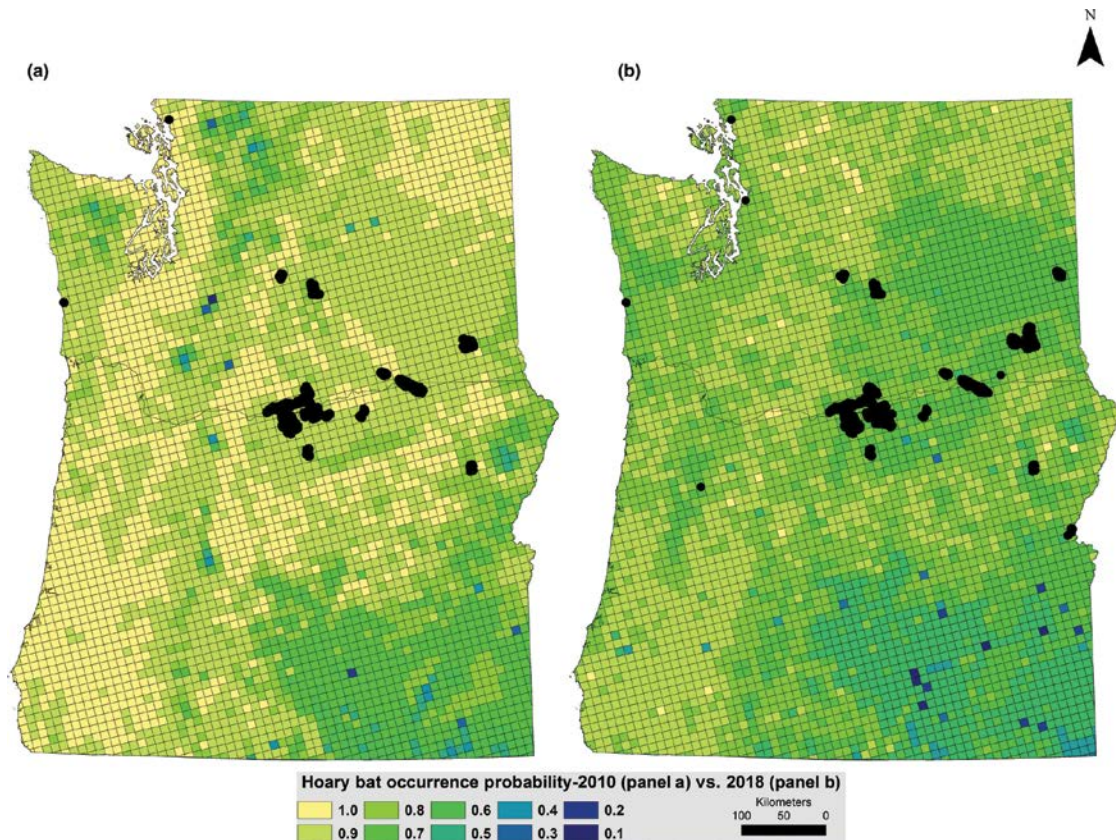 N
(a)
(b)
Hoary bat occurrence probability-2010 (panel a) vs. 2018 (panel b)
1.0 0.8 0.6 0.4 0.2
Kilometers
0.9 0.7 0.5 0.3 0.1
100 50 0